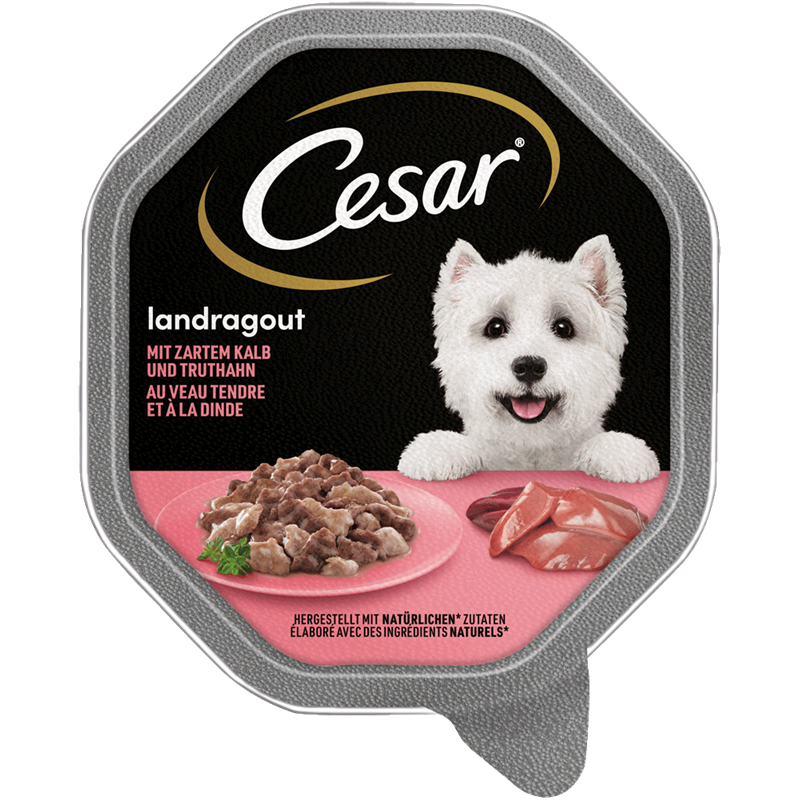 Cesar®
landragout
MIT ZARTEM KALB
UND TRUTHAHN
AU VEAU TENDRE
ET À LA DINDE
HERGESTELLT MIT NATÜRLICHEN* ZUTATEN
ÉLABORÉ AVEC DES INGRÉDIENTS NATURELS*